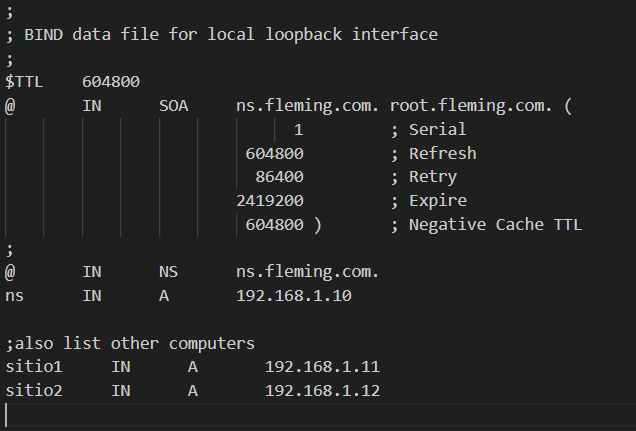 ;
; BIND data file for local loopback interface
;
$TTL    604800
@       IN      SOA     ns.fleming.com. root.fleming.com. (
                              1         ; Serial
                         604800         ; Refresh
                          86400         ; Retry
                        2419200         ; Expire
                         604800 )       ; Negative Cache TTL
;
@       IN      NS      ns.fleming.com.
ns      IN      A       192.168.1.10

;also list other computers
sitio1     IN      A       192.168.1.11
sitio2     IN      A       192.168.1.12